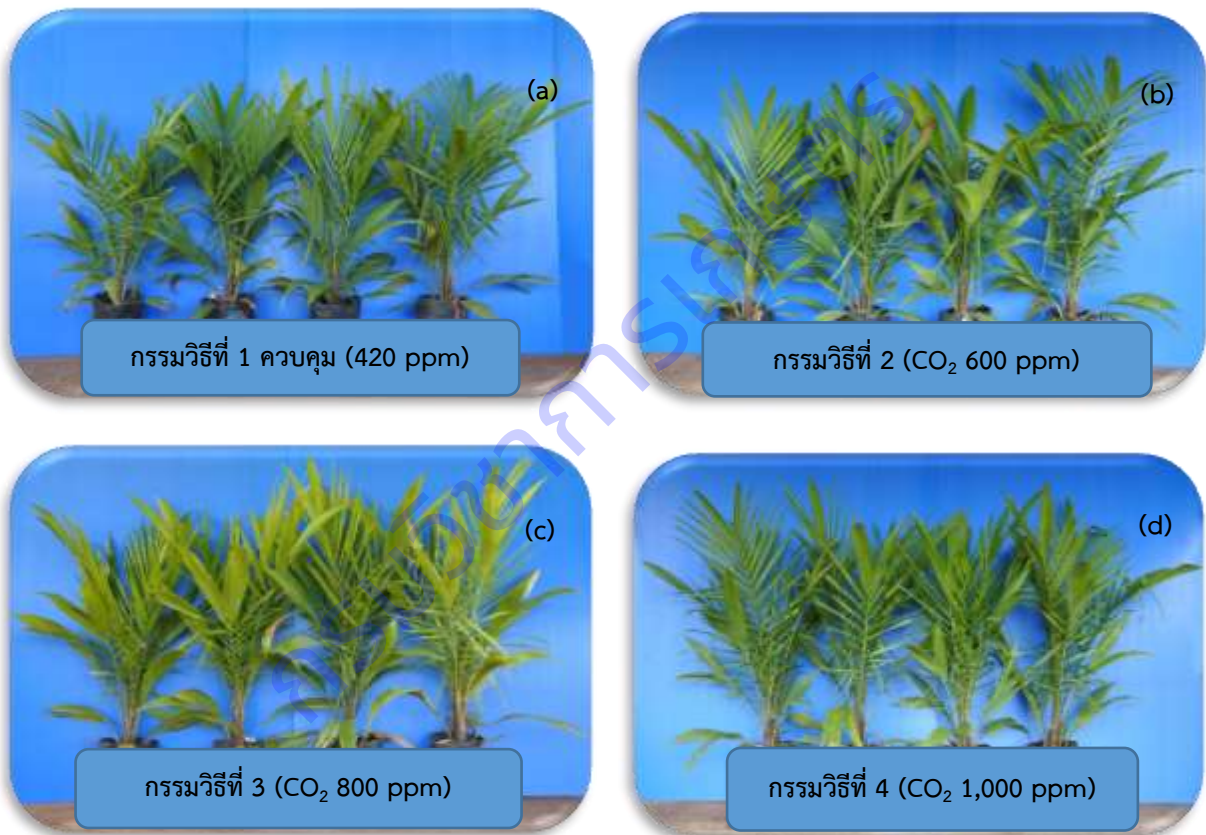 (a)
กรรมวิธีที่ 1 ควบคุม (420 ppm)
(b)
กรรมวิธีที่ 2 (CO₂ 600 ppm)
(c)
กรรมวิธีที่ 3 (CO₂ 800 ppm)
(d)
กรรมวิธีที่ 4 (CO₂ 1,000 ppm)